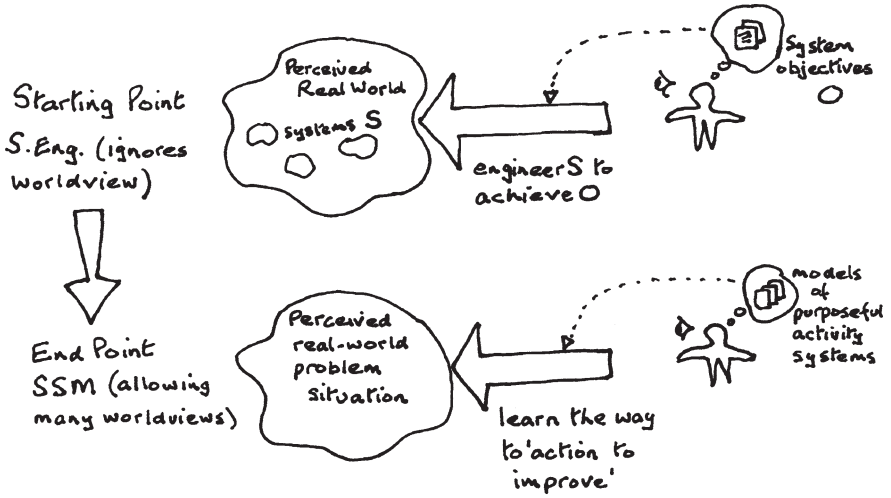 Starting Point
S.Eng. (ignores
worldview)
Perceived
Real World
systems S
engineer S to
achieve O
System
objectives
O
End Point
SSM (allowing
many worldviews)
Perceived
real-world
problem
situation
learn the way
to 'action to
improve'
models
of
purposeful
activity
systems